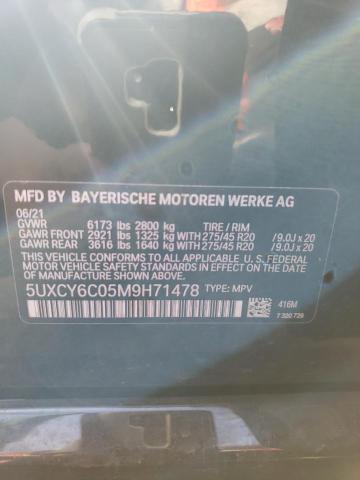 MFD BY BAYERISCHE MOTOREN WERKE AG
06/21
GVWR 6173 lbs 2800 kg TIRE / RIM
GAWR FRONT 2921 lbs 1325 kg WITH 275/45 R20 / 9.0J x 20
GAWR REAR 3616 lbs 1640 kg WITH 275/45 R20 / 9.0J x 20
THIS VEHICLE CONFORMS TO ALL APPLICABLE U.S. FEDERAL
MOTOR VEHICLE SAFETY STANDARDS IN EFFECT ON
THE DATE OF MANUFACTURE SHOWN ABOVE.
5UXCY6C05M9H71478 TYPE: MPV
416M
7 320 729